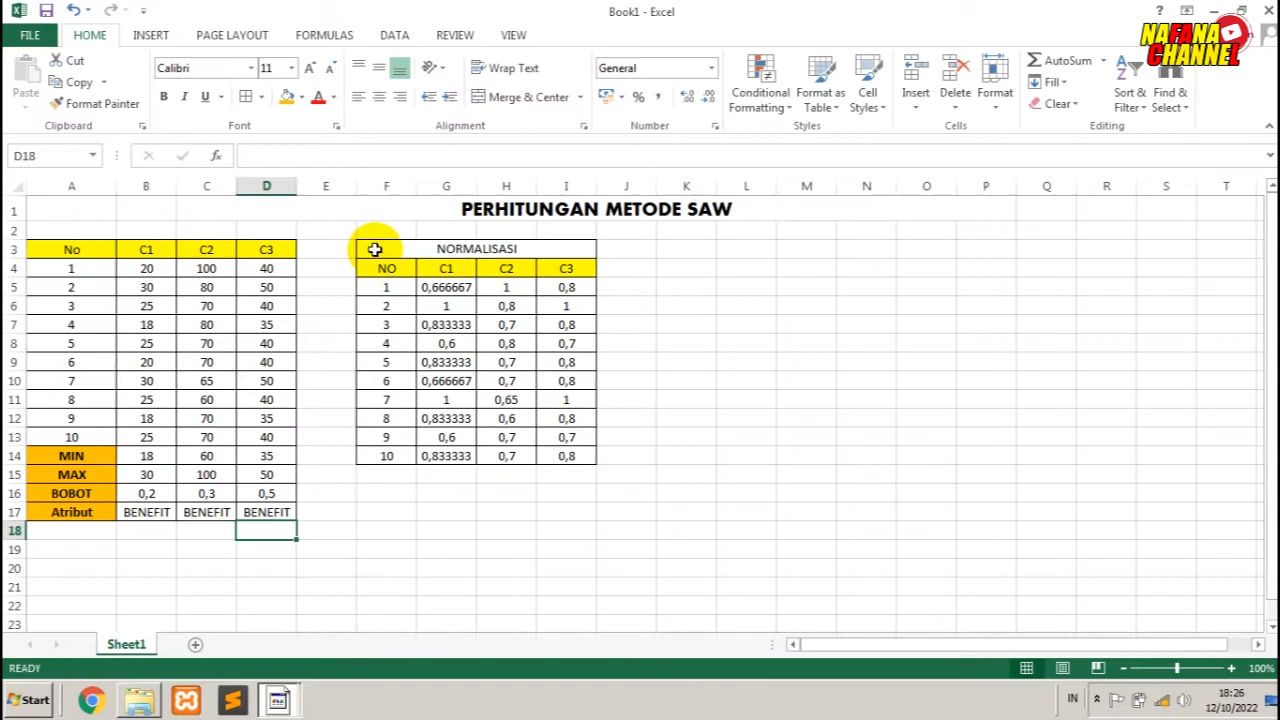 Book1 - Excel
NAFANA
CHANNEL
FILE HOME INSERT PAGE LAYOUT FORMULAS DATA REVIEW VIEW
Paste
Cut
Copy
Format Painter
Calibri 11
B I U
Wrap Text
Merge & Center
General
%
Conditional Formatting
Format as Table
Cell Styles
Insert
Delete
Format
AutoSum
Fill
Clear
Sort & Filter
Find & Select
Clipboard Font Alignment Number Styles Cells Editing
D18
fx
A B C D E F G H I J K L M N O P Q R S T
1 PERHITUNGAN METODE SAW
2
3 No C1 C2 C3 NORMALISASI
4 1 20 100 40 NO C1 C2 C3
5 2 30 80 50 1 0,666667 1 0,8
6 3 25 70 40 2 1 0,8 1
7 4 18 80 35 3 0,833333 0,7 0,8
8 5 25 70 40 4 0,6 0,8 0,7
9 6 20 70 40 5 0,833333 0,7 0,8
10 7 30 65 50 6 0,666667 0,7 0,8
11 8 25 60 40 7 1 0,65 1
12 9 18 70 35 8 0,833333 0,6 0,8
13 10 25 70 40 9 0,6 0,7 0,7
14 MIN 18 60 35 10 0,833333 0,7 0,8
15 MAX 30 100 50
16 BOBOT 0,2 0,3 0,5
17 Atribut BENEFIT BENEFIT BENEFIT
18
19
20
21
22
23
Sheet1
READY
100%
Start
IN
18:26
12/10/2022